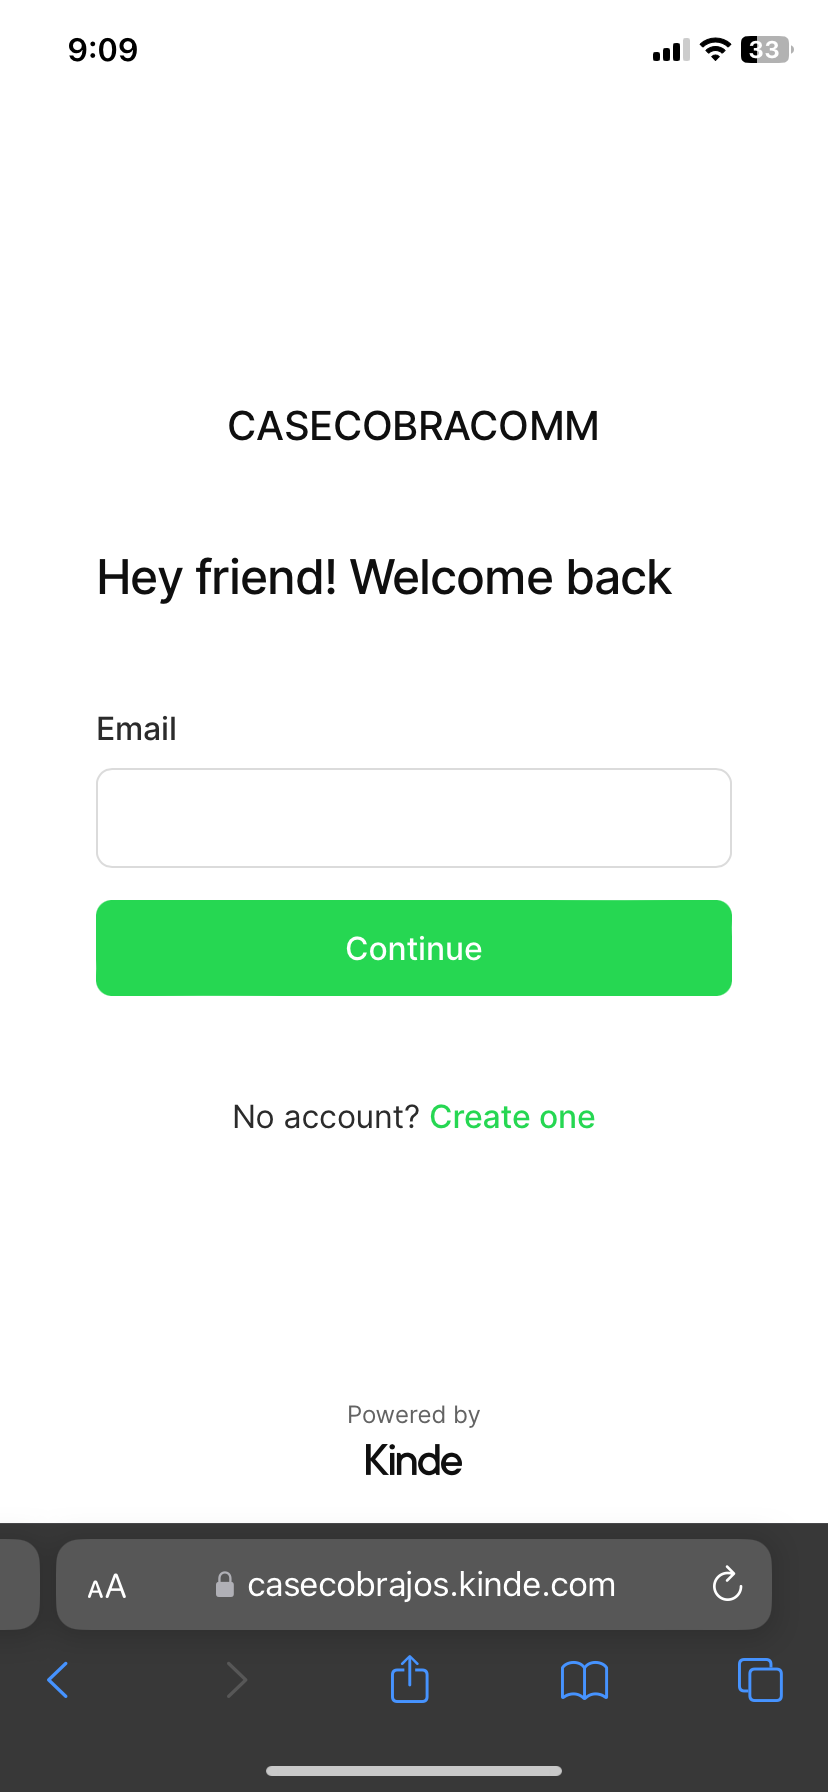 9:09
33
CASECOBRACOMM
Hey friend! Welcome back
Email
Continue
No account? Create one
Powered by
Kinde
AA casecobrajos.kinde.com